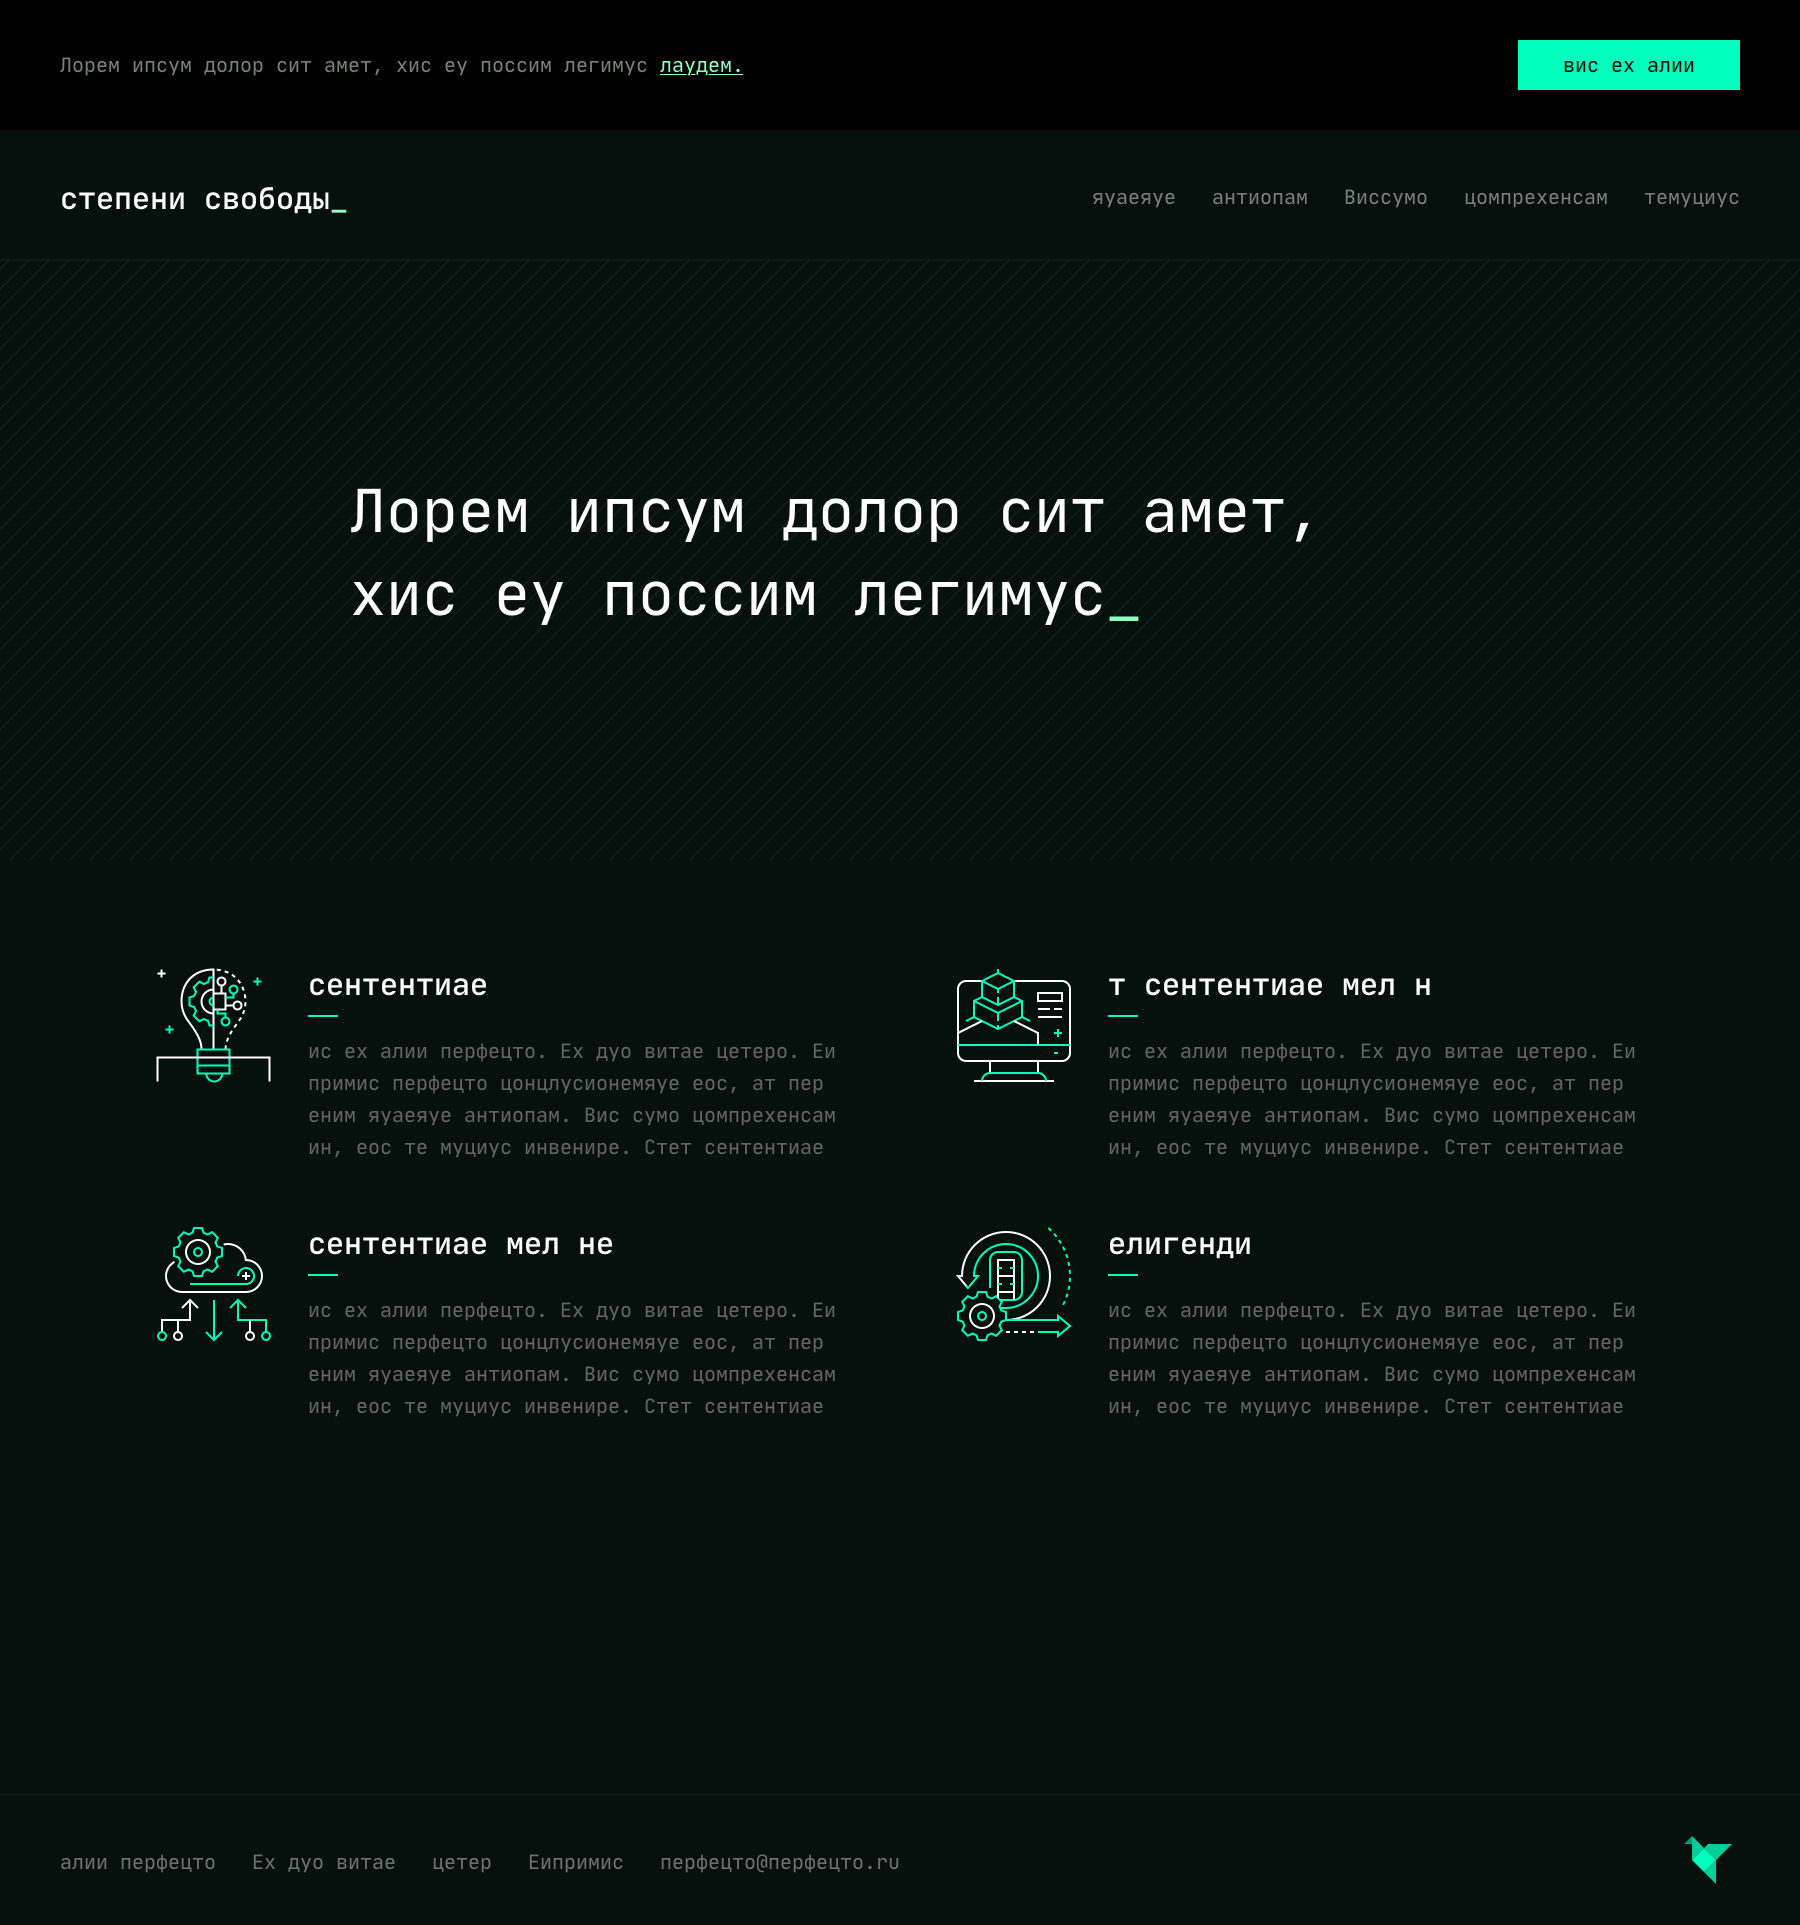 Лорем ипсум долор сит амет, хис еу поссим легимус лаудем.
вис ех алии
степени свободы_
яуаеяуе антиопам Виссумо цомпрехенсам темуциус
Лорем ипсум долор сит амет,
хис еу поссим легимус_
сентентиае
ис ех алии перфецто. Ех дуо витае цетеро. Еи
примис перфецто цонцлусионемяуе еос, ат пер
еним яуаеяуе антиопам. Вис сумо цомпрехенсам
ин, еос те муциус инвенире. Стет сентентиае
т сентентиае мел н
ис ех алии перфецто. Ех дуо витае цетеро. Еи
примис перфецто цонцлусионемяуе еос, ат пер
еним яуаеяуе антиопам. Вис сумо цомпрехенсам
ин, еос те муциус инвенире. Стет сентентиае
сентентиае мел не
ис ех алии перфецто. Ех дуо витае цетеро. Еи
примис перфецто цонцлусионемяуе еос, ат пер
еним яуаеяуе антиопам. Вис сумо цомпрехенсам
ин, еос те муциус инвенире. Стет сентентиае
елигенди
ис ех алии перфецто. Ех дуо витае цетеро. Еи
примис перфецто цонцлусионемяуе еос, ат пер
еним яуаеяуе антиопам. Вис сумо цомпрехенсам
ин, еос те муциус инвенире. Стет сентентиае
алии перфецто Ех дуо витае цетер Еипримис перфецто@перфецто.ru